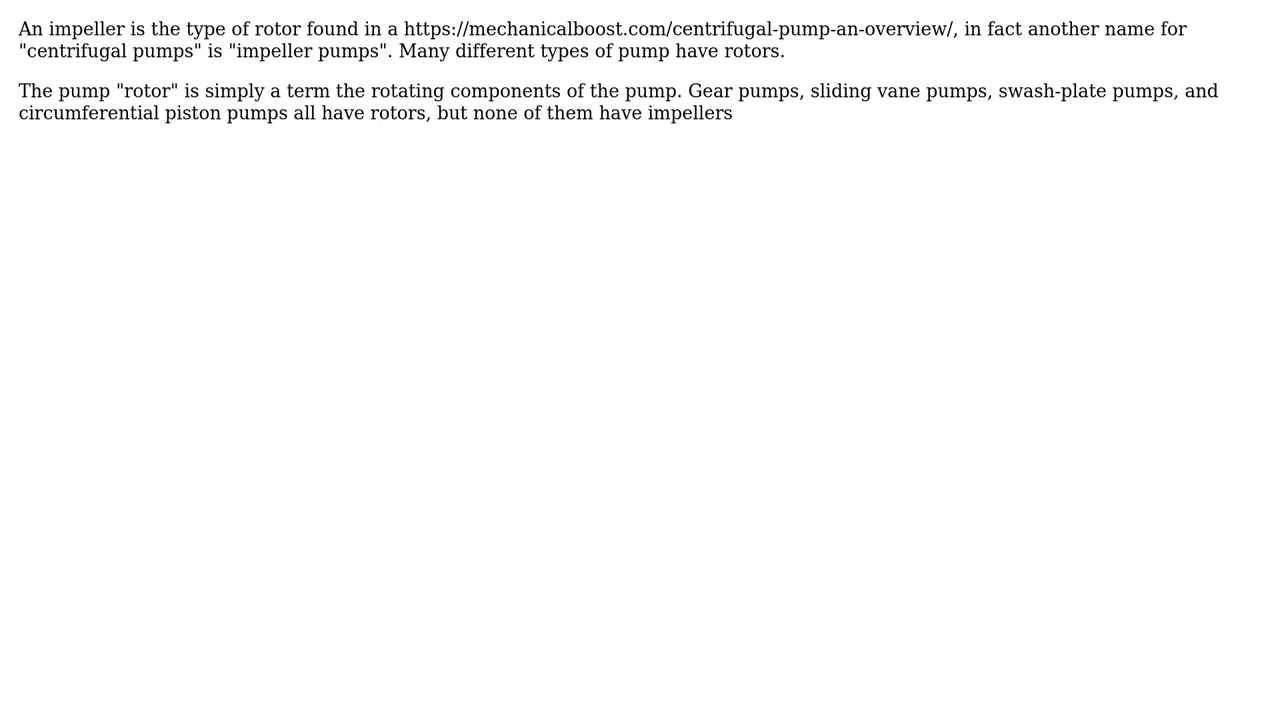 An impeller is the type of rotor found in a https://mechanicalboost.com/centrifugal-pump-an-overview/, in fact another name for
"centrifugal pumps" is "impeller pumps". Many different types of pump have rotors.
The pump "rotor" is simply a term the rotating components of the pump. Gear pumps, sliding vane pumps, swash-plate pumps, and
circumferential piston pumps all have rotors, but none of them have impellers